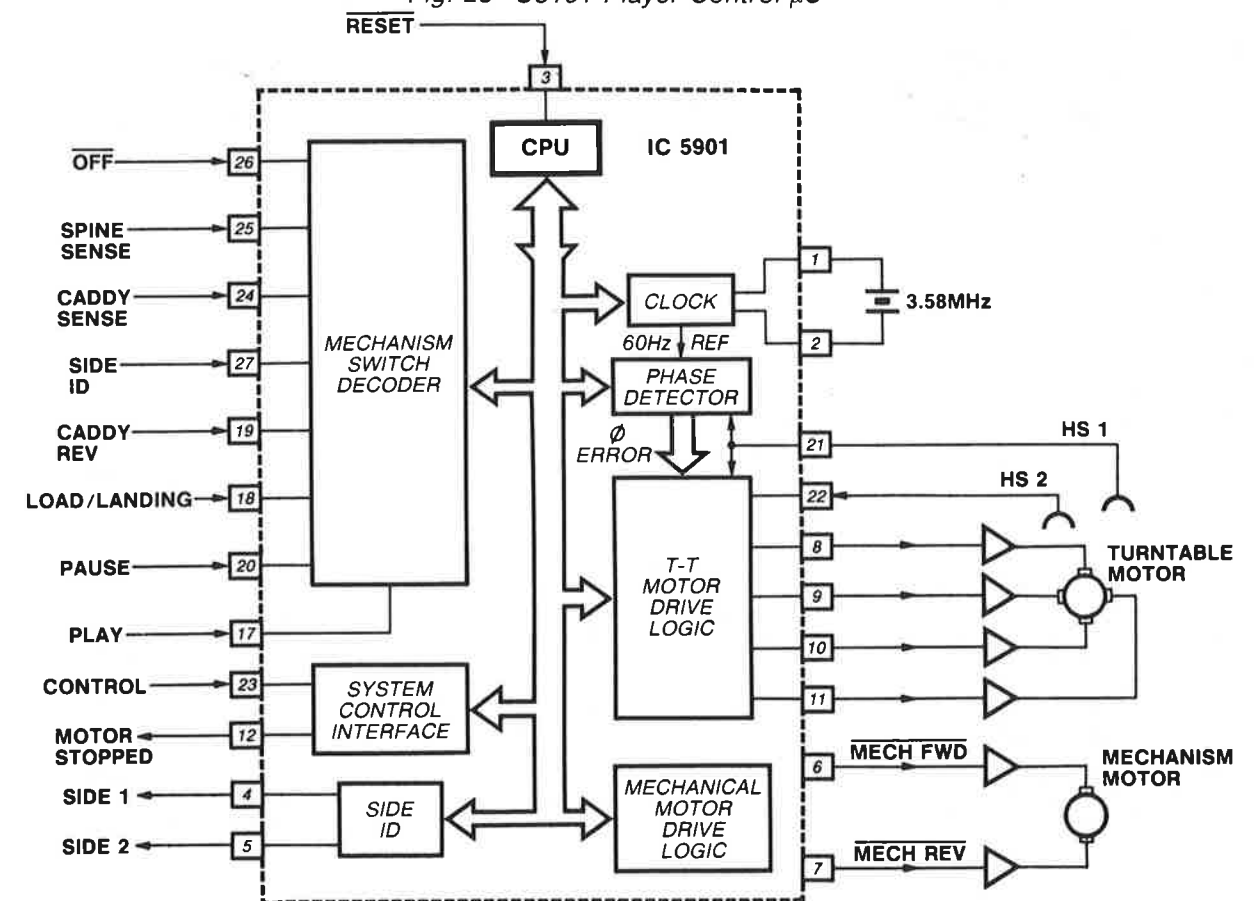 RESET
3
CPU
IC 5901
OFF
26
SPINE
SENSE
25
CADDY
SENSE
24
SIDE
ID
27
CADDY
REV
19
LOAD/LANDING
18
PAUSE
20
PLAY
17
CONTROL
23
MOTOR
STOPPED
12
SIDE 1
4
SIDE 2
5
MECHANISM
SWITCH
DECODER
SYSTEM
CONTROL
INTERFACE
SIDE
ID
CLOCK
1
2
3.58MHz
60Hz REF
PHASE
DETECTOR
Ø
ERROR
21
HS 1
22
HS 2
T-T
MOTOR
DRIVE
LOGIC
8
9
10
11
TURNTABLE
MOTOR
MECHANICAL
MOTOR
DRIVE
LOGIC
6
MECH FWD
7
MECH REV
MECHANISM
MOTOR